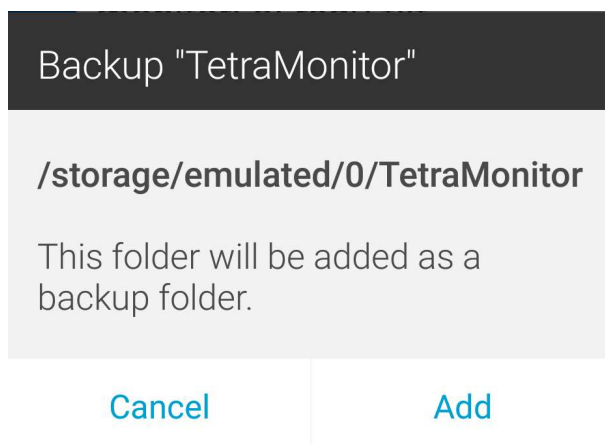 Backup "TetraMonitor"
/storage/emulated/0/TetraMonitor
This folder will be added as a
backup folder.
Cancel
Add